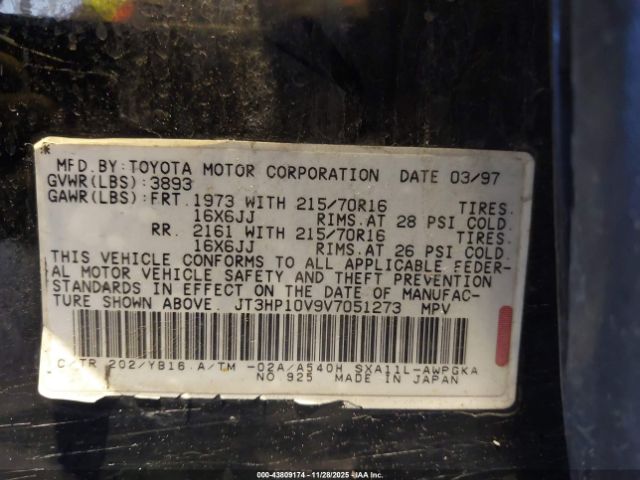 MFD.BY:TOYOTA MOTOR CORPORATION DATE 03/97
GVWR(LBS):3893
GAWR(LBS):FRT.1973 WITH 215/70R16 TIRES.
16X6JJ RIMS.AT 28 PSI COLD.
RR. 2161 WITH 215/70R16 TIRES.
16X6JJ RIMS.AT 26 PSI COLD.
THIS VEHICLE CONFORMS TO ALL APPLICABLE FEDER-
AL MOTOR VEHICLE SAFETY AND THEFT PREVENTION
STANDARDS IN EFFECT ON THE DATE OF MANUFAC-
TURE SHOWN ABOVE. JT3HP10V9V7051273 MPV
C/TR 202/YB16.A/TM -02A/A540H SXA11L-AWPGKA
NO.925 MADE IN JAPAN
000-43809174 | 11/28/2025 | IAAI.com